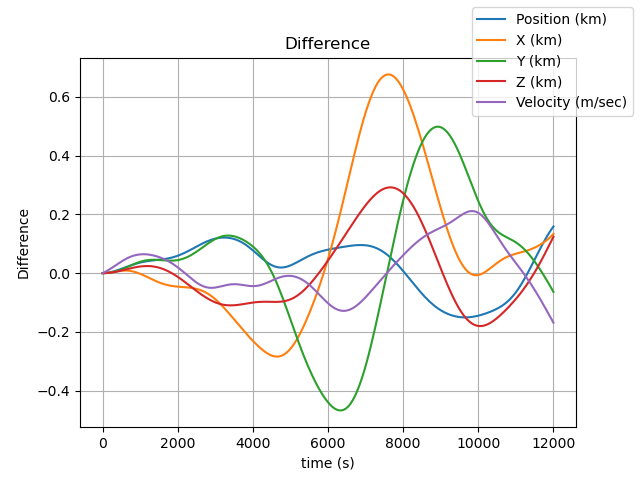 Difference
Position (km)
X (km)
Y (km)
Z (km)
Velocity (m/sec)
Difference
0.6
0.4
0.2
0.0
−0.2
−0.4
0 2000 4000 6000 8000 10000 12000
time (s)